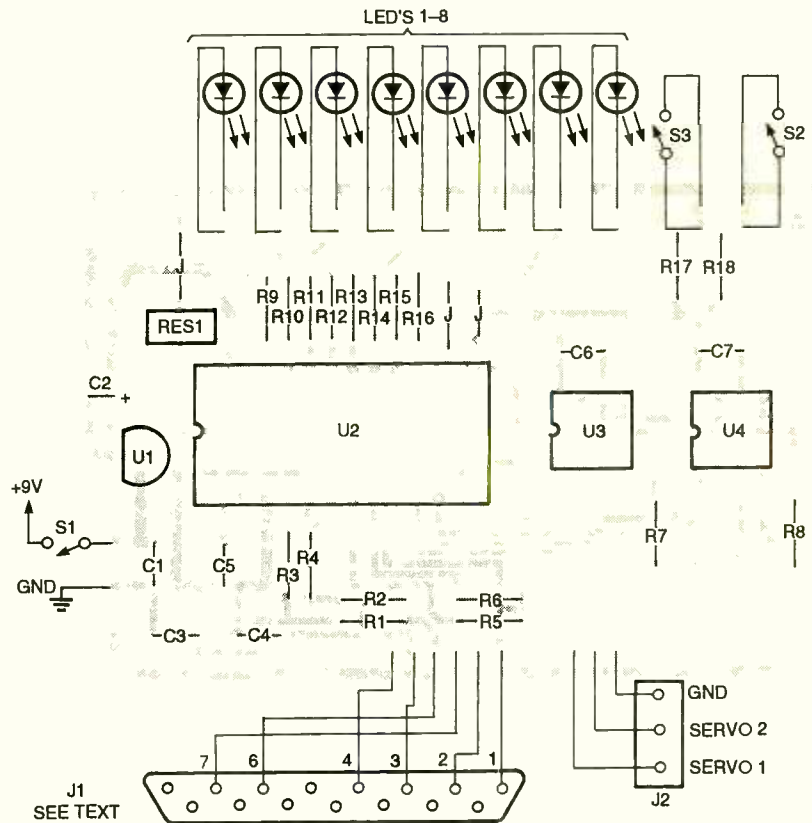 LED'S 1–8
S3
S2
J
R17
R18
R9
R11
R13
R15
R10
R12
R14
R16
J
J
RES1
C6
C7
C2
+
U1
U2
U3
U4
+9V
S1
R7
R8
GND
C1
C5
R3
R4
R2
R6
R1
R5
C3
C4
GND
SERVO 2
SERVO 1
J2
7 6 4 3 2 1
J1
SEE TEXT